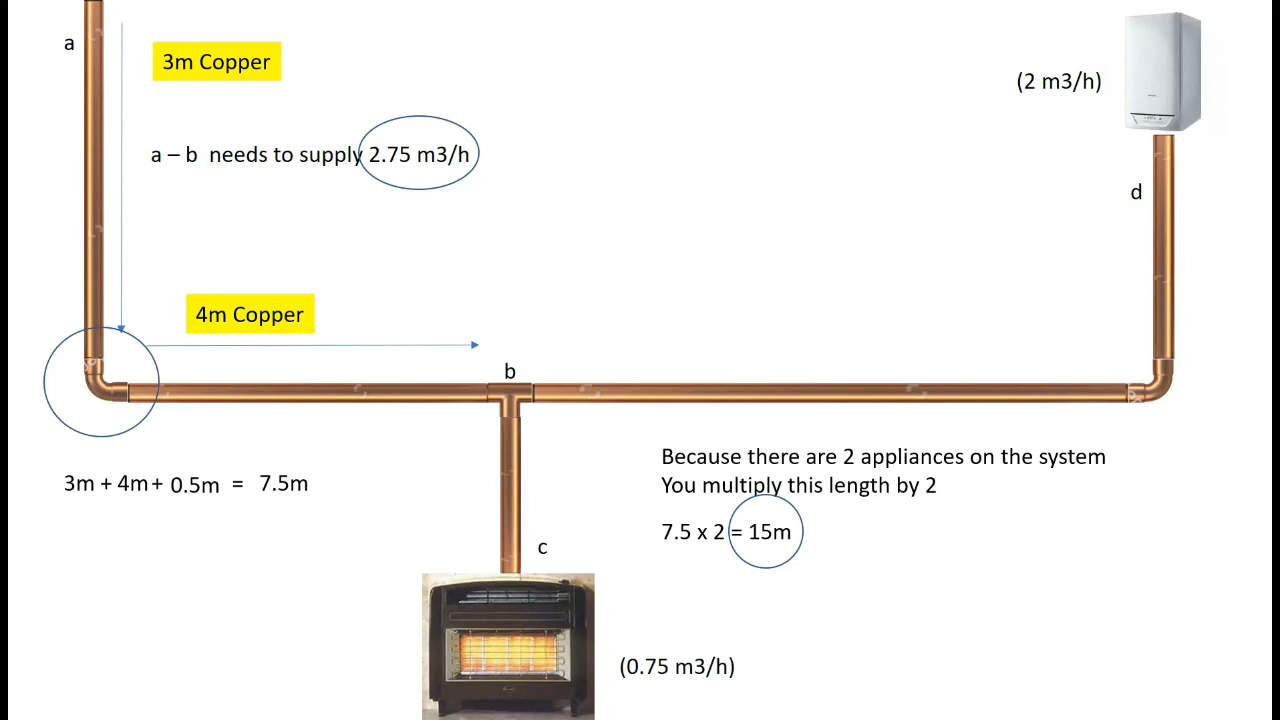 a
3m Copper
(2 m3/h)
a – b needs to supply 2.75 m3/h
d
4m Copper
b
3m + 4m + 0.5m = 7.5m
Because there are 2 appliances on the system
You multiply this length by 2
7.5 x 2 = 15m
c
(0.75 m3/h)